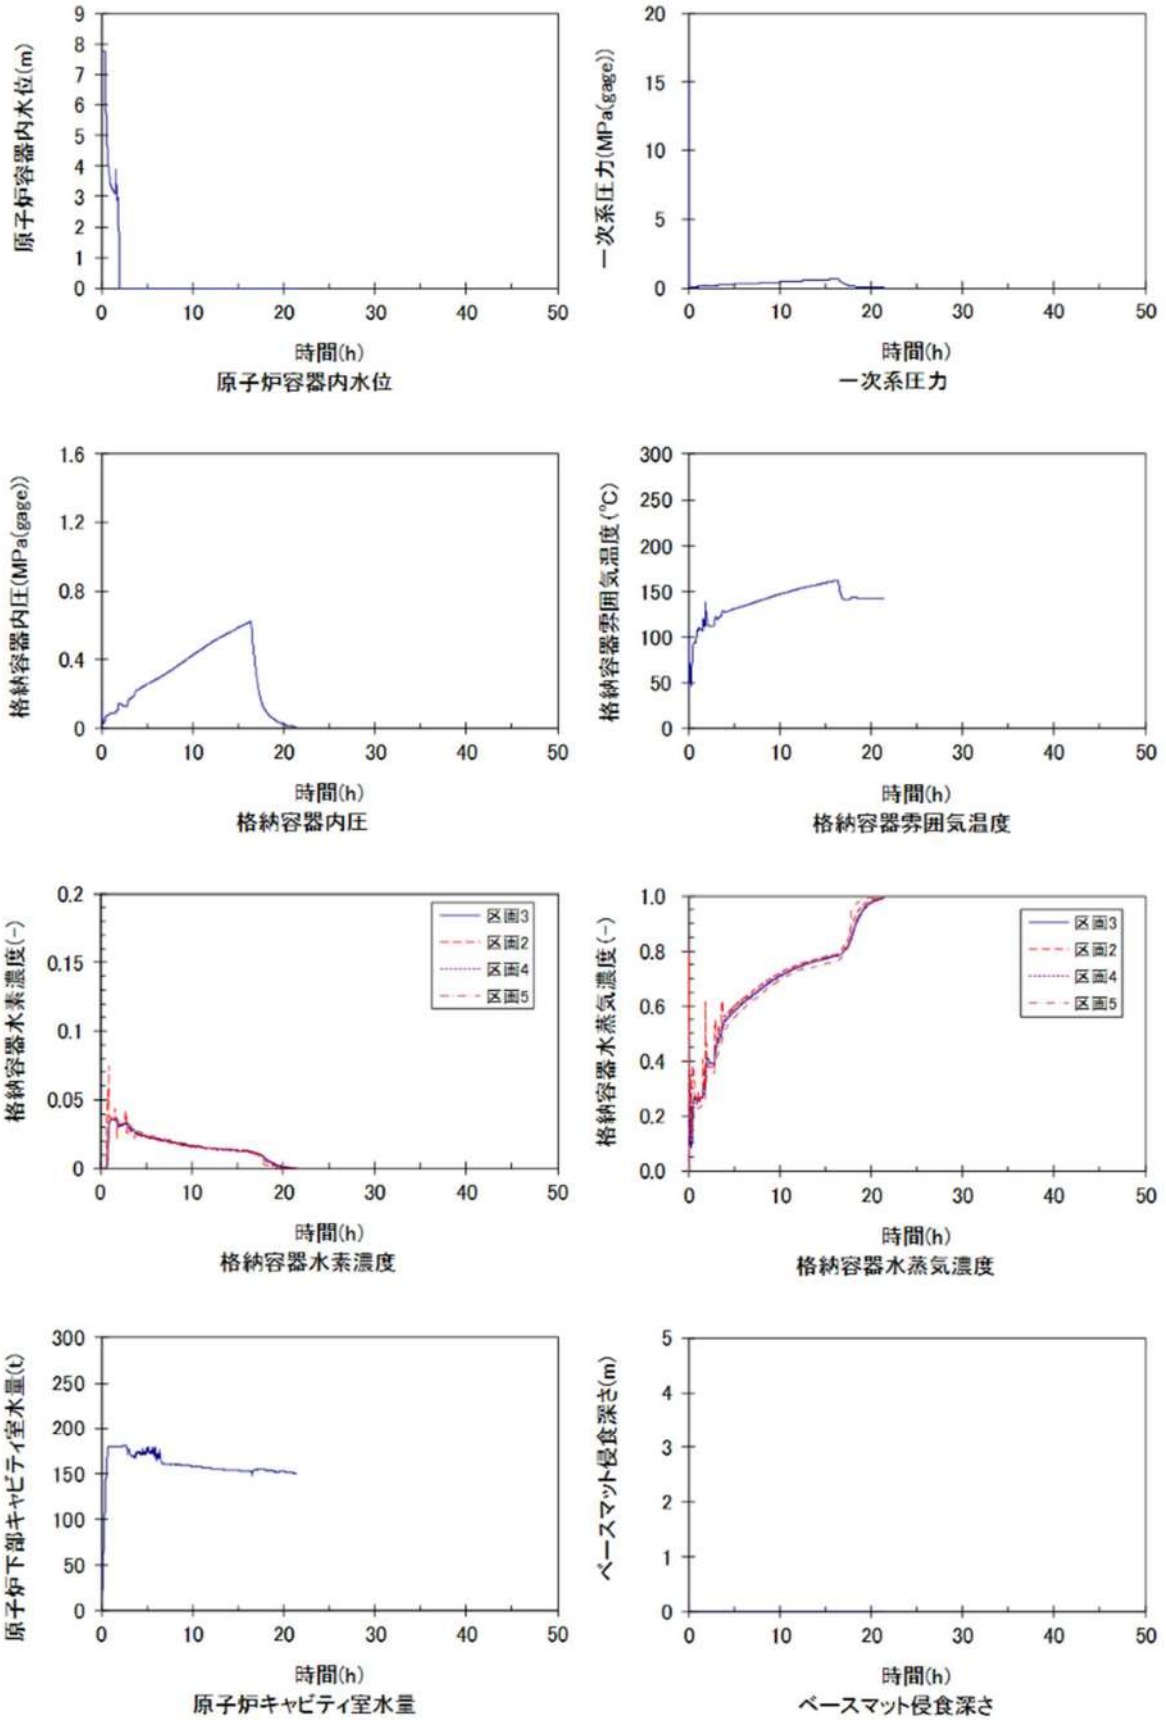 原子炉容器内水位(m)
9
8
7
6
5
4
3
2
1
0
0 10 20 30 40 50
時間(h)
原子炉容器内水位
一次系圧力(MPa(gage))
20
15
10
5
0
0 10 20 30 40 50
時間(h)
一次系圧力
格納容器内圧(MPa(gage))
1.6
1.2
0.8
0.4
0
0 10 20 30 40 50
時間(h)
格納容器内圧
格納容器雰囲気温度(℃)
300
250
200
150
100
50
0
0 10 20 30 40 50
時間(h)
格納容器雰囲気温度
格納容器水素濃度(-)
0.2
0.15
0.1
0.05
0
区画3
区画2
区画4
区画5
0 10 20 30 40 50
時間(h)
格納容器水素濃度
格納容器水蒸気濃度(-)
1.0
0.8
0.6
0.4
0.2
0.0
区画3
区画2
区画4
区画5
0 10 20 30 40 50
時間(h)
格納容器水蒸気濃度
原子炉下部キャビティ室水量(t)
300
250
200
150
100
50
0
0 10 20 30 40 50
時間(h)
原子炉キャビティ室水量
ベースマット侵食深さ(m)
5
4
3
2
1
0
0 10 20 30 40 50
時間(h)
ベースマット侵食深さ